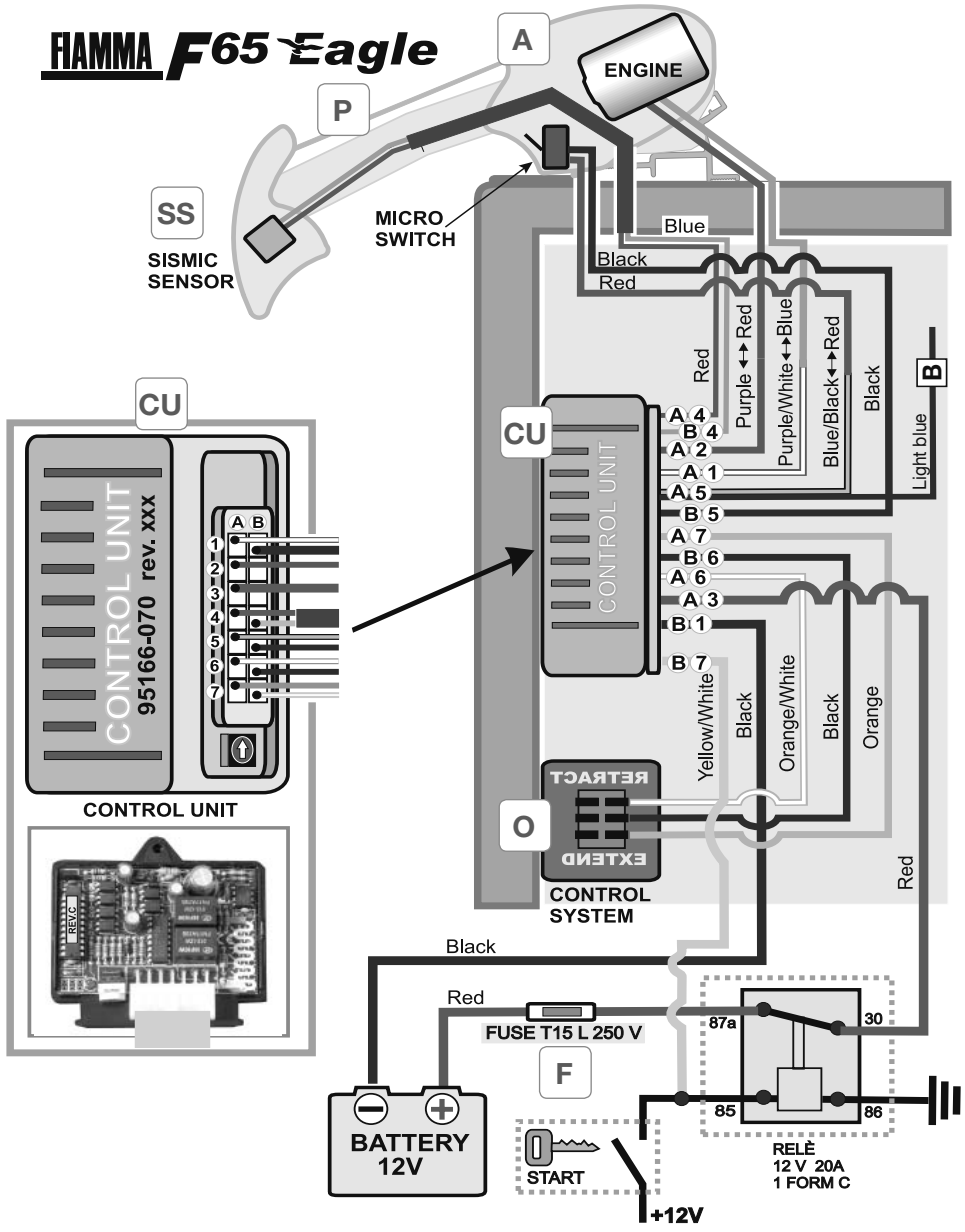 FIAMMA F65 Eagle
A
ENGINE
P
SS
SISMIC
SENSOR
MICRO
SWITCH
Blue
Black
Red
Red
Purple ↔ Red
Purple/White ↔ Blue
Blue/Black ↔ Red
Black
B
Light blue
CU
CONTROL UNIT
A 4
B 4
A 2
A 1
A 5
B 5
A 7
B 6
A 6
A 3
B 1
B 7
Yellow/White
Black
Orange/White
Black
Orange
Red
CU
CONTROL UNIT
95166-070 rev. xxx
A B
1
2
3
4
5
6
7
CONTROL UNIT
REV.C
O
RETRACT
EXTEND
CONTROL
SYSTEM
Black
Red
FUSE T15 L 250 V
F
87a
30
85
86
BATTERY
12V
START
+12V
RELÈ
12 V 20A
1 FORM C